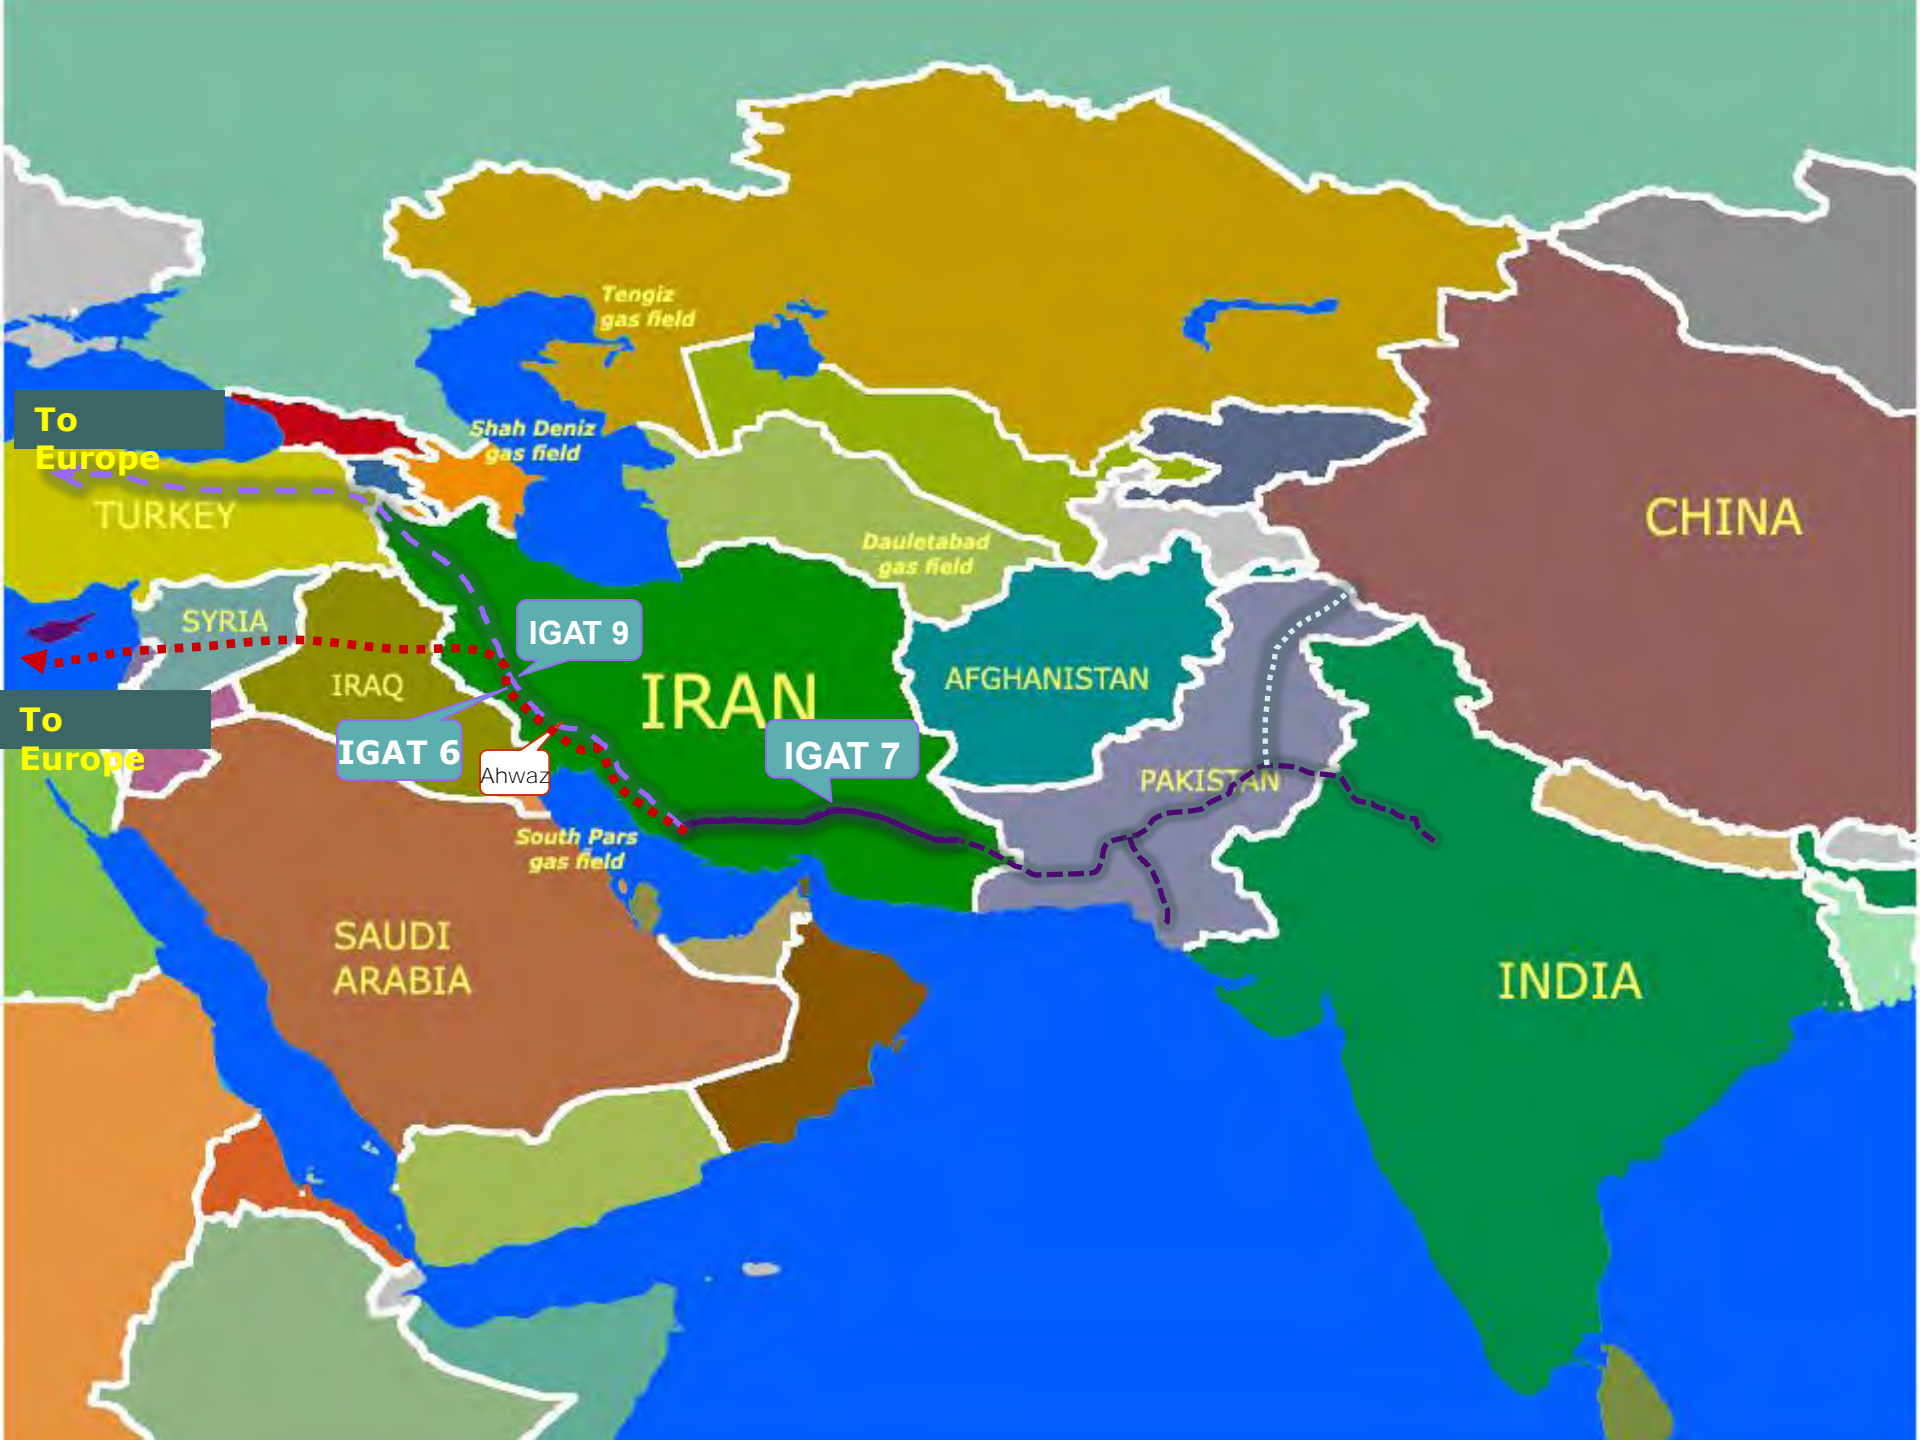 Tengiz
gas field
To
Europe
Shah Deniz
gas field
TURKEY
CHINA
Dauletabad
gas field
SYRIA
IGAT 9
IRAQ
IRAN
AFGHANISTAN
To
Europe
IGAT 6
Ahwaz
IGAT 7
PAKISTAN
South Pars
gas field
SAUDI
ARABIA
INDIA